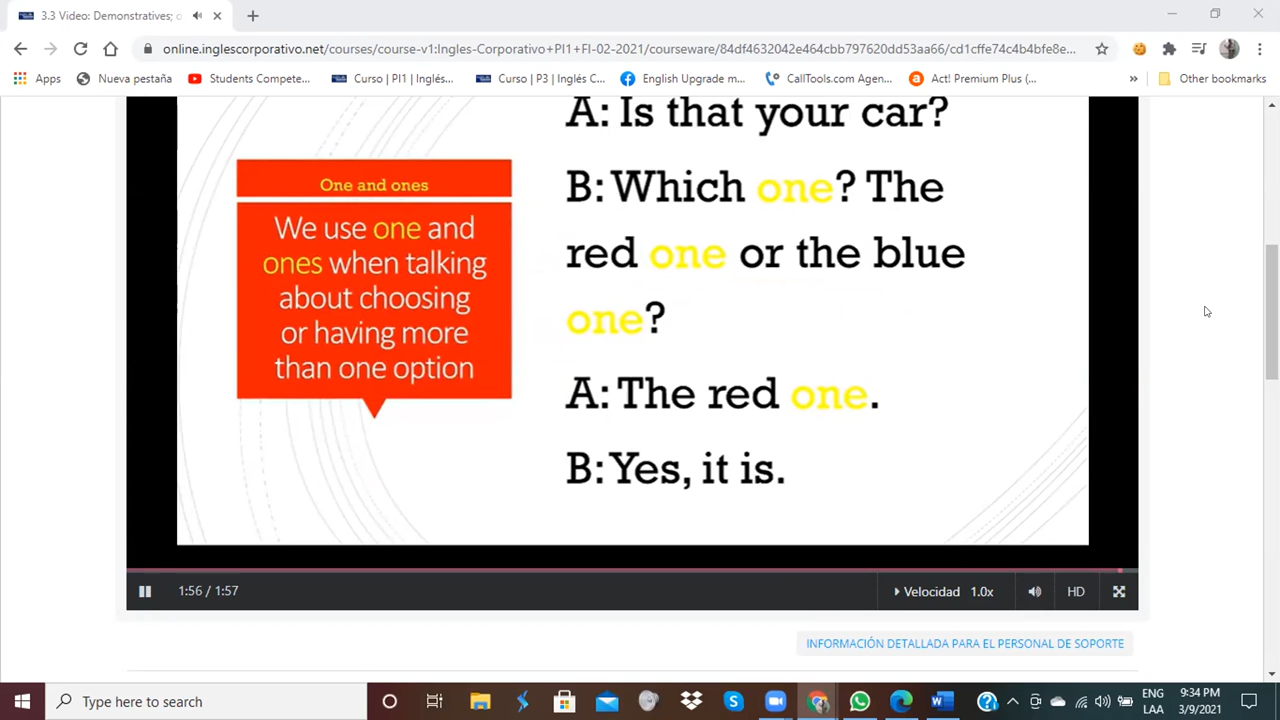 3.3 Video: Demonstratives; o
online.inglescorporativo.net/courses/course-v1:Ingles-Corporativo+PI1+FI-02-2021/courseware/84df4632042e464cbb797620dd53aa66/cd1cffe74c4b4bfe8e...
Apps Nueva pestaña Students Compete... Curso | PI1 | Inglés... Curso | P3 | Inglés C... English Upgrade m... CallTools.com Agen... Act! Premium Plus (... » Other bookmarks
A: Is that your car?
B: Which one? The
red one or the blue
one?
A: The red one.
B: Yes, it is.
One and ones
We use one and
ones when talking
about choosing
or having more
than one option
1:56 / 1:57 Velocidad 1.0x HD
INFORMACIÓN DETALLADA PARA EL PERSONAL DE SOPORTE
Type here to search
ENG 9:34 PM
LAA 3/9/2021